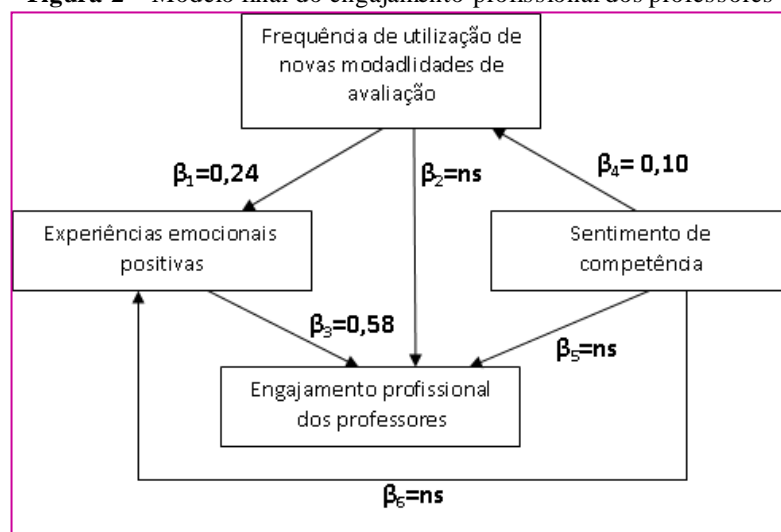 Figura 2 – Modelo final do engajamento profissional dos professores
Frequência de utilização de
novas modadlidades de
avaliação
β₁=0,24
β₂=ns
β₄= 0,10
Experiências emocionais
positivas
Sentimento de
competência
β₃=0,58
β₅=ns
Engajamento profissional
dos professores
β₆=ns